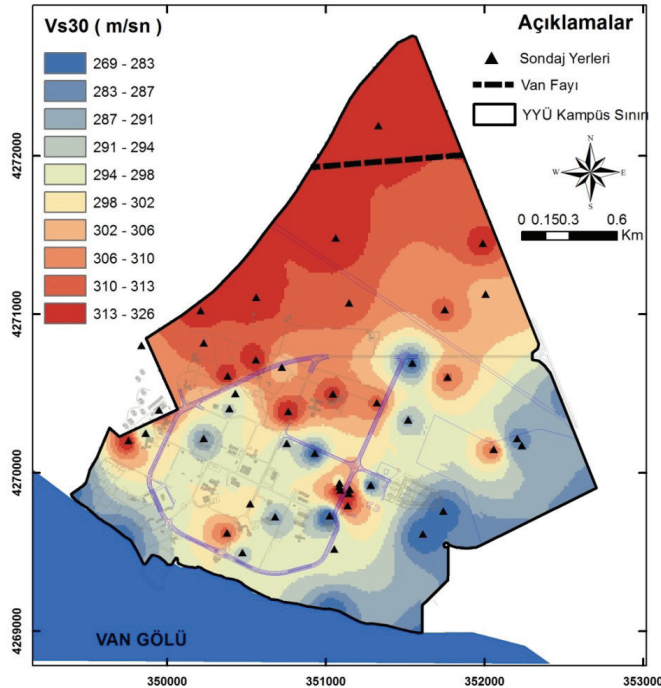 Vs30 ( m/sn)
269 - 283
283 - 287
287 - 291
291 - 294
294 - 298
298 - 302
302 - 306
306 - 310
310 - 313
313 - 326
Açıklamalar
Sondaj Yerleri
Van Fayı
YYÜ Kampüs Sınırı
N
W E
S
0 0.150.3 0.6
Km
4272000
4271000
4270000
4269000
VAN GÖLÜ
350000 351000 352000 353000